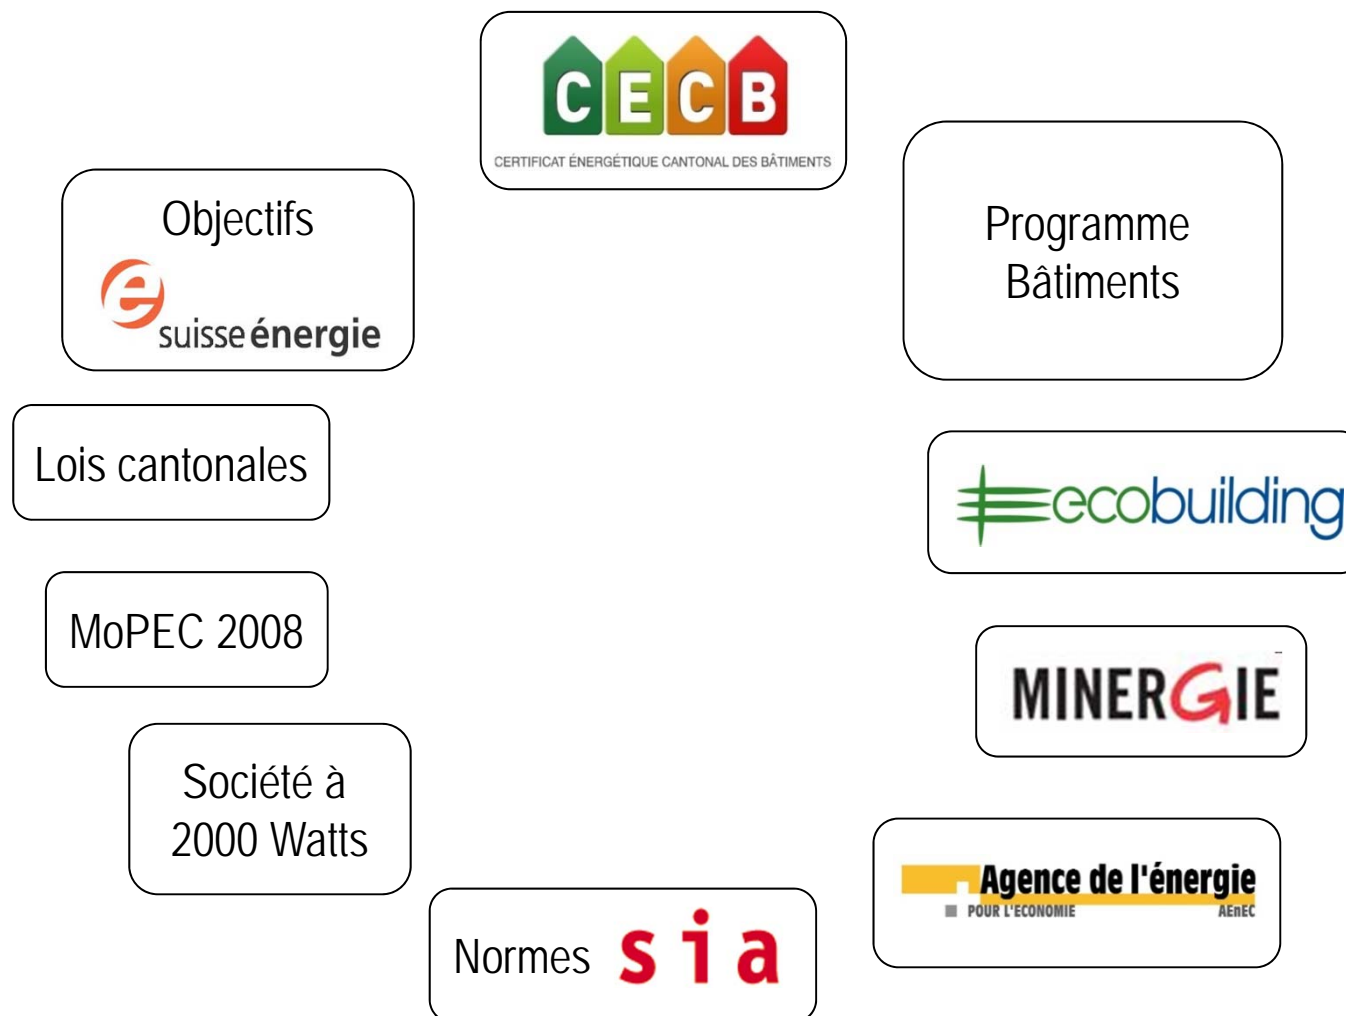 CECB
CERTIFICAT ÉNERGÉTIQUE CANTONAL DES BÂTIMENTS
Objectifs
suisse énergie
Programme
Bâtiments
Lois cantonales
ecobuilding
MoPEC 2008
MINERGIE
Société à
2000 Watts
Agence de l'énergie
POUR L'ECONOMIE AEnEC
Normes sia